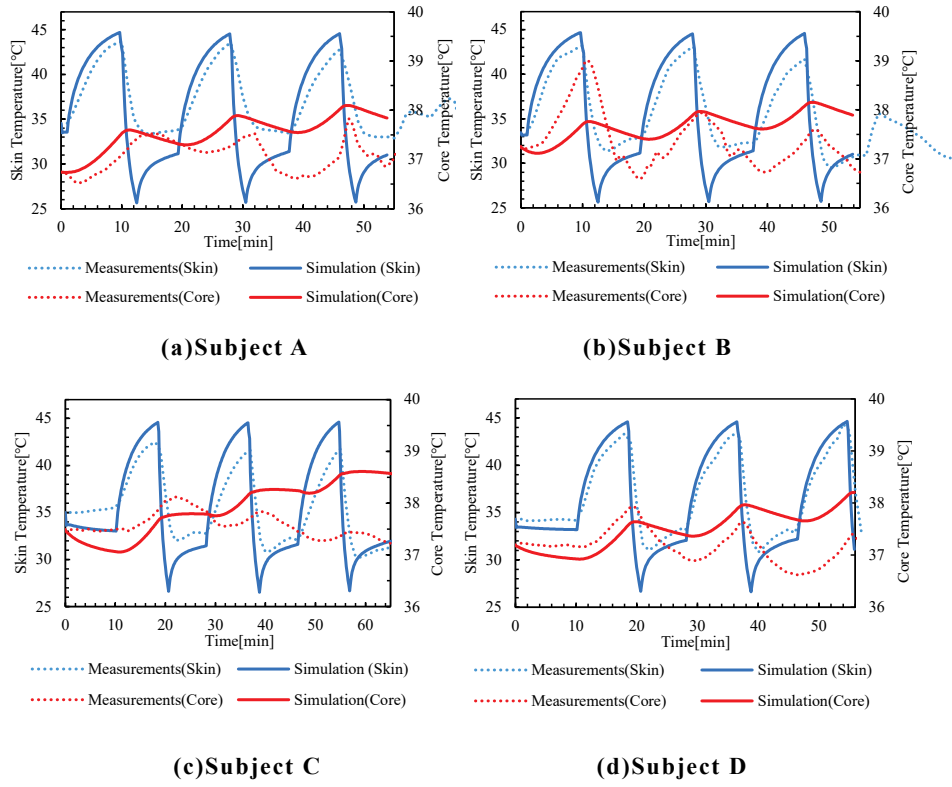 45
40
35
30
25
Skin Temperature[℃]
40
39
38
37
36
Core Temperature[℃]
0 10 20 30 40 50
Time[min]
Measurements(Skin) Simulation (Skin)
Measurements(Core) Simulation(Core)
(a)Subject A
45
40
35
30
25
Skin Temperature[℃]
40
39
38
37
36
Core Temperature[℃]
0 10 20 30 40 50
Time[min]
Measurements(Skin) Simulation (Skin)
Measurements(Core) Simulation(Core)
(b)Subject B
45
40
35
30
25
Skin Temperature[℃]
40
39
38
37
36
Core Temperature[℃]
0 10 20 30 40 50 60
Time[min]
Measurements(Skin) Simulation (Skin)
Measurements(Core) Simulation(Core)
(c)Subject C
45
40
35
30
25
Skin Temperature[℃]
40
39
38
37
36
Core Temperature[℃]
0 10 20 30 40 50
Time[min]
Measurements(Skin) Simulation (Skin)
Measurements(Core) Simulation(Core)
(d)Subject D